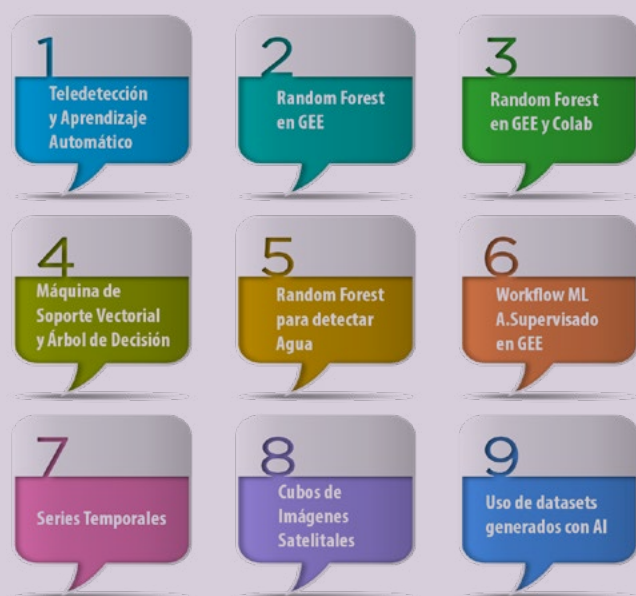 1
Teledetección
y Aprendizaje
Automático
2
Random Forest
en GEE
3
Random Forest
en GEE y Colab
4
Máquina de
Soporte Vectorial
y Árbol de Decisión
5
Random Forest
para detectar
Agua
6
Workflow ML
A.Supervisado
en GEE
7
Series Temporales
8
Cubos de
Imágenes
Satelitales
9
Uso de datasets
generados con AI